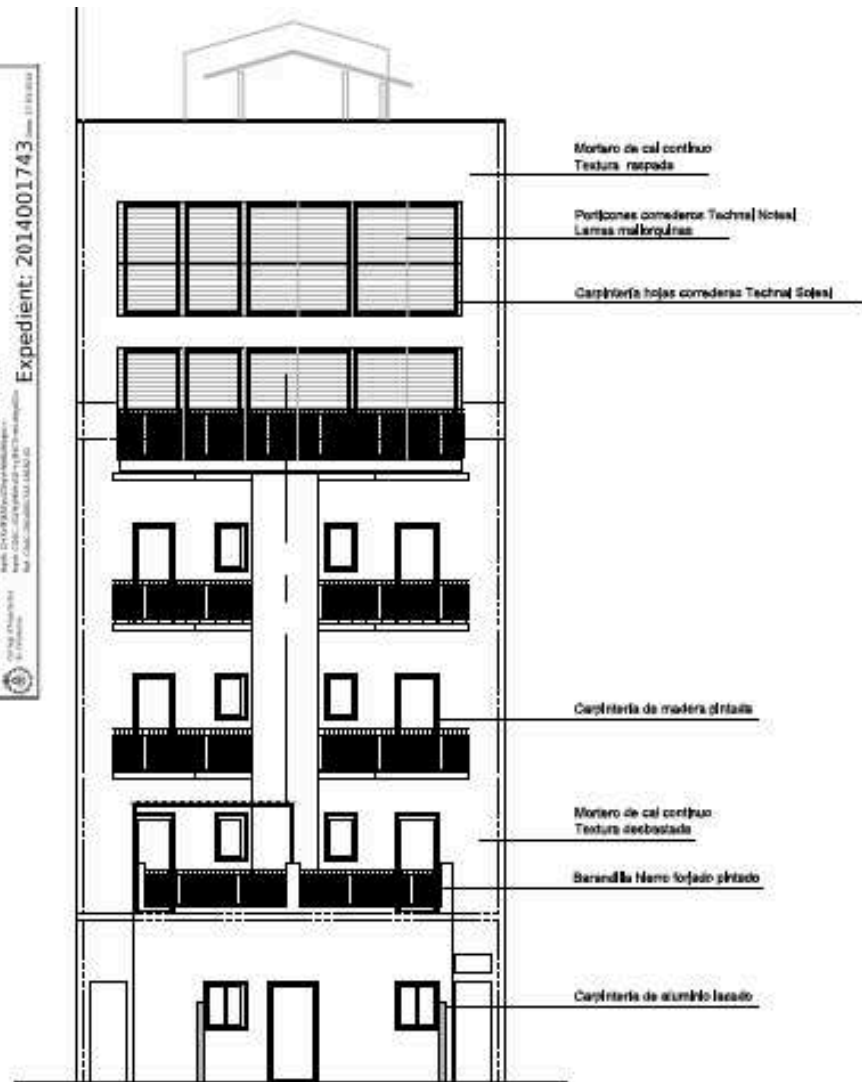 Expedient: 2014001743
Mortero de cal continuo
Textura raspada
Porticones correderos Technal Noteal
Lamas mallorquinas
Carpintería hojas correderas Technal Soleal
Carpintería de madera pintada
Mortero de cal continuo
Textura desbastada
Barandilla hierro forjado pintado
Carpintería de aluminio lacado